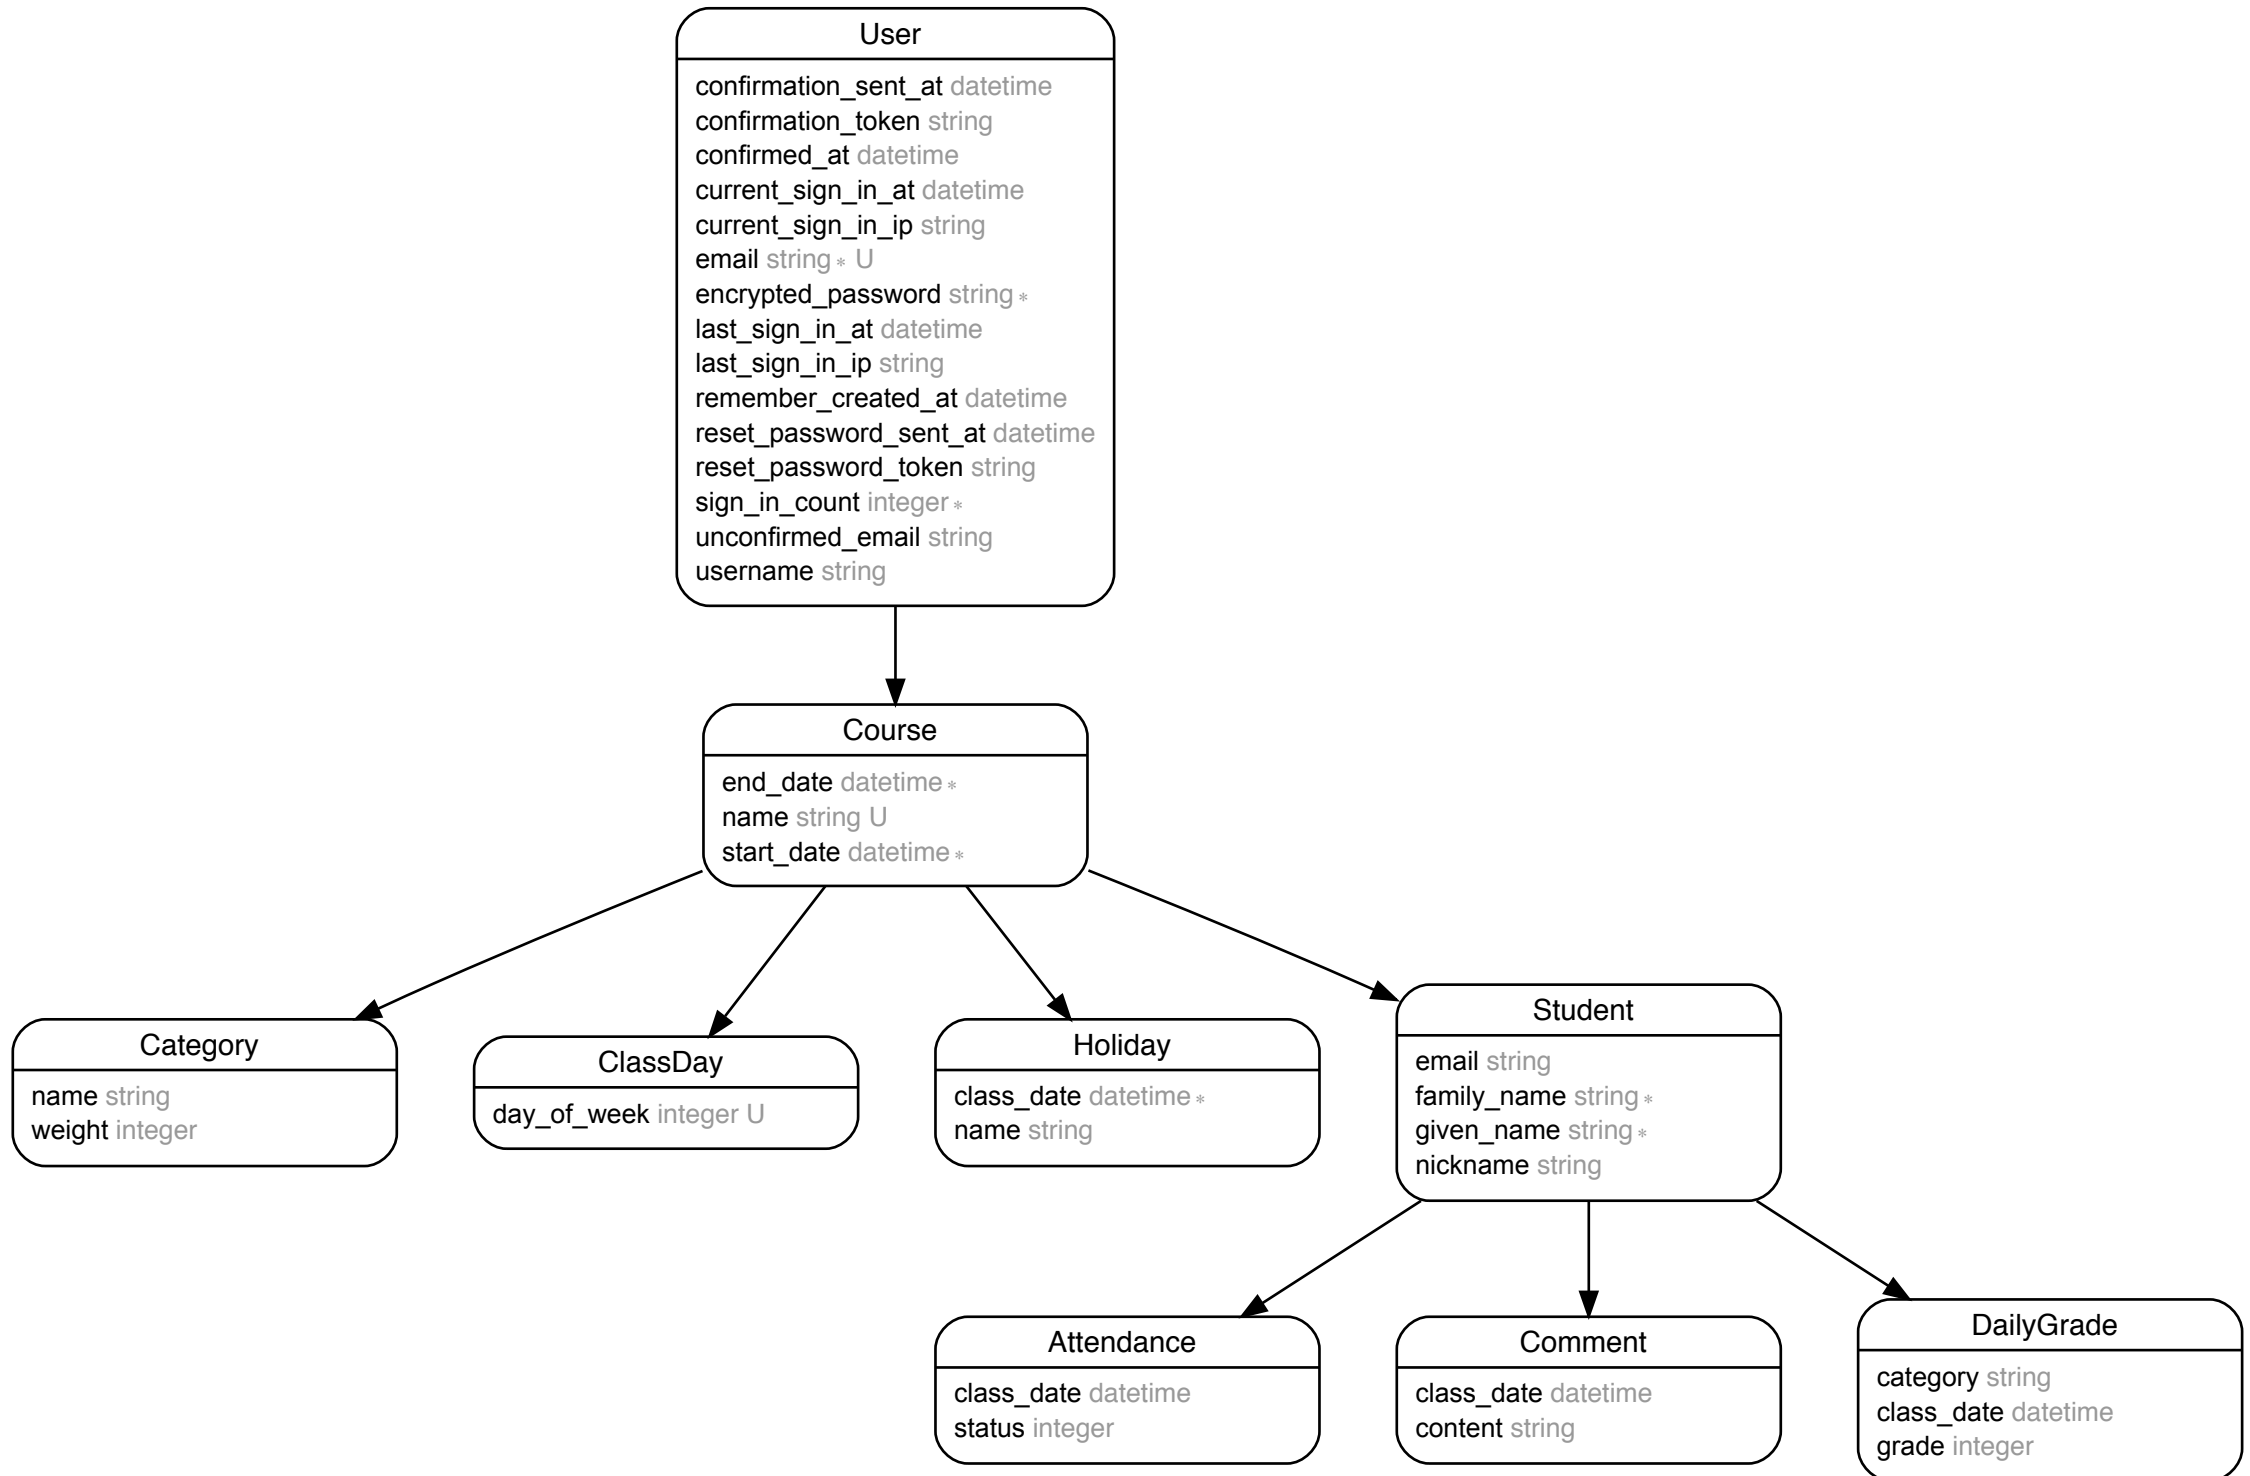 User
confirmation_sent_at datetime
confirmation_token string
confirmed_at datetime
current_sign_in_at datetime
current_sign_in_ip string
email string * U
encrypted_password string *
last_sign_in_at datetime
last_sign_in_ip string
remember_created_at datetime
reset_password_sent_at datetime
reset_password_token string
sign_in_count integer *
unconfirmed_email string
username string
Course
end_date datetime *
name string U
start_date datetime *
Category
name string
weight integer
ClassDay
day_of_week integer U
Holiday
class_date datetime *
name string
Student
email string
family_name string *
given_name string *
nickname string
Attendance
class_date datetime
status integer
Comment
class_date datetime
content string
DailyGrade
category string
class_date datetime
grade integer